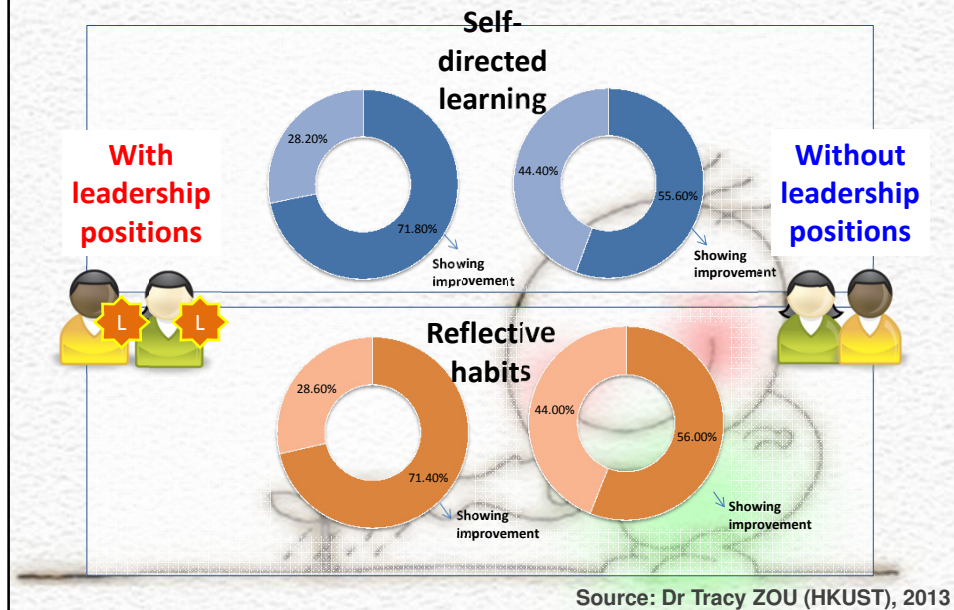 Self-
directed
learning
With
leadership
positions
28.20%
71.80%
Showing
improvement
44.40%
55.60%
Showing
improvement
Without
leadership
positions
L
L
Reflective
habits
28.60%
71.40%
Showing
improvement
44.00%
56.00%
Showing
improvement
Source: Dr Tracy ZOU (HKUST), 2013